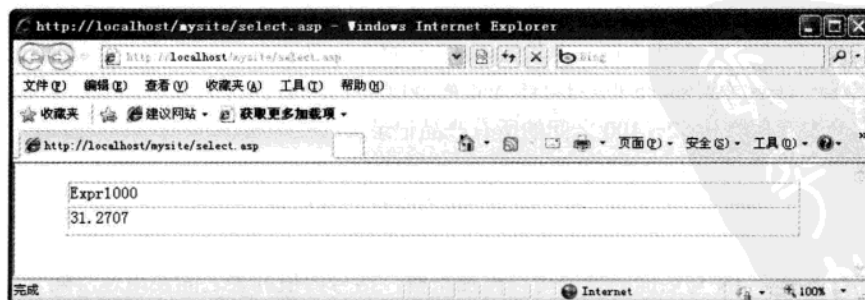 http://localhost/mysite/select.asp - Windows Internet Explorer
http://localhost/mysite/select.asp Bing
文件(F) 编辑(E) 查看(V) 收藏夹(A) 工具(T) 帮助(H)
收藏夹 建议网站 获取更多加载项
http://localhost/mysite/select.asp 页面(P) 安全(S) 工具(O)
Expr1000
31.2707
完成 Internet 100%